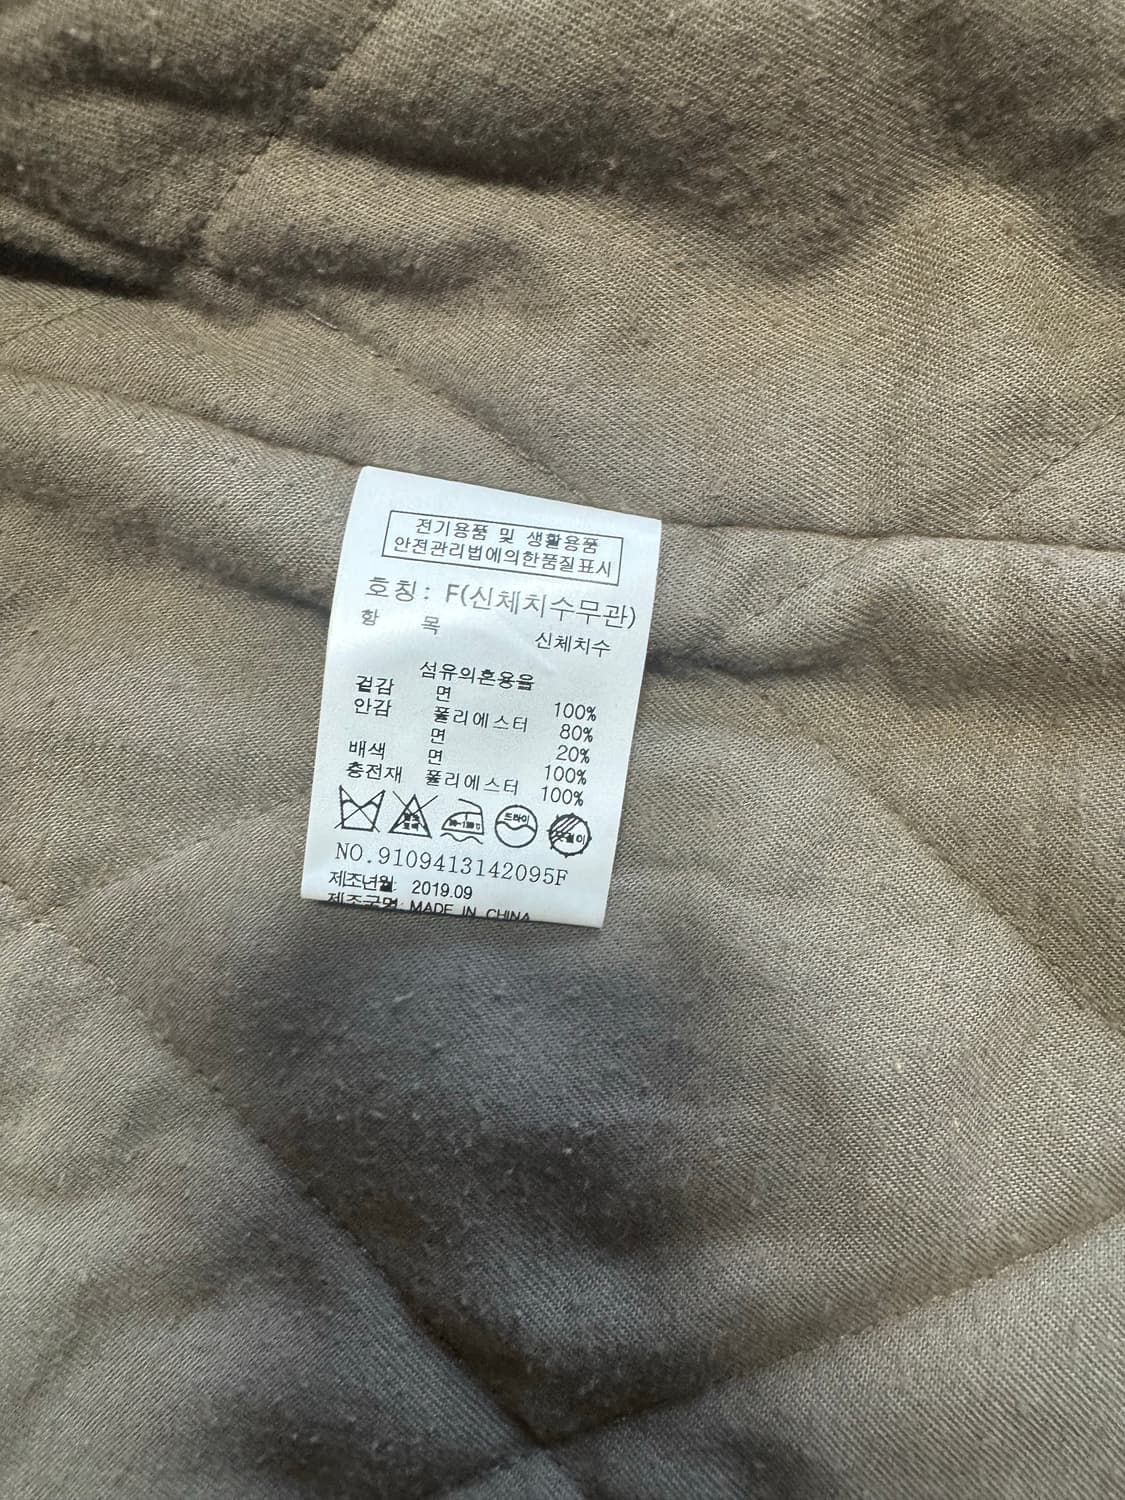 전기용품 및 생활용품
안전관리법에의한품질표시
호칭: F(신체치수무관)
항 목 신체치수
섬유의혼용율
겉감 면 100%
안감 폴리에스터 80%
면 20%
배색 면 100%
충전재 폴리에스터 100%
드라이
NO.9109413142095F
제조년월: 2019.09
제조국명: MADE IN CHINA